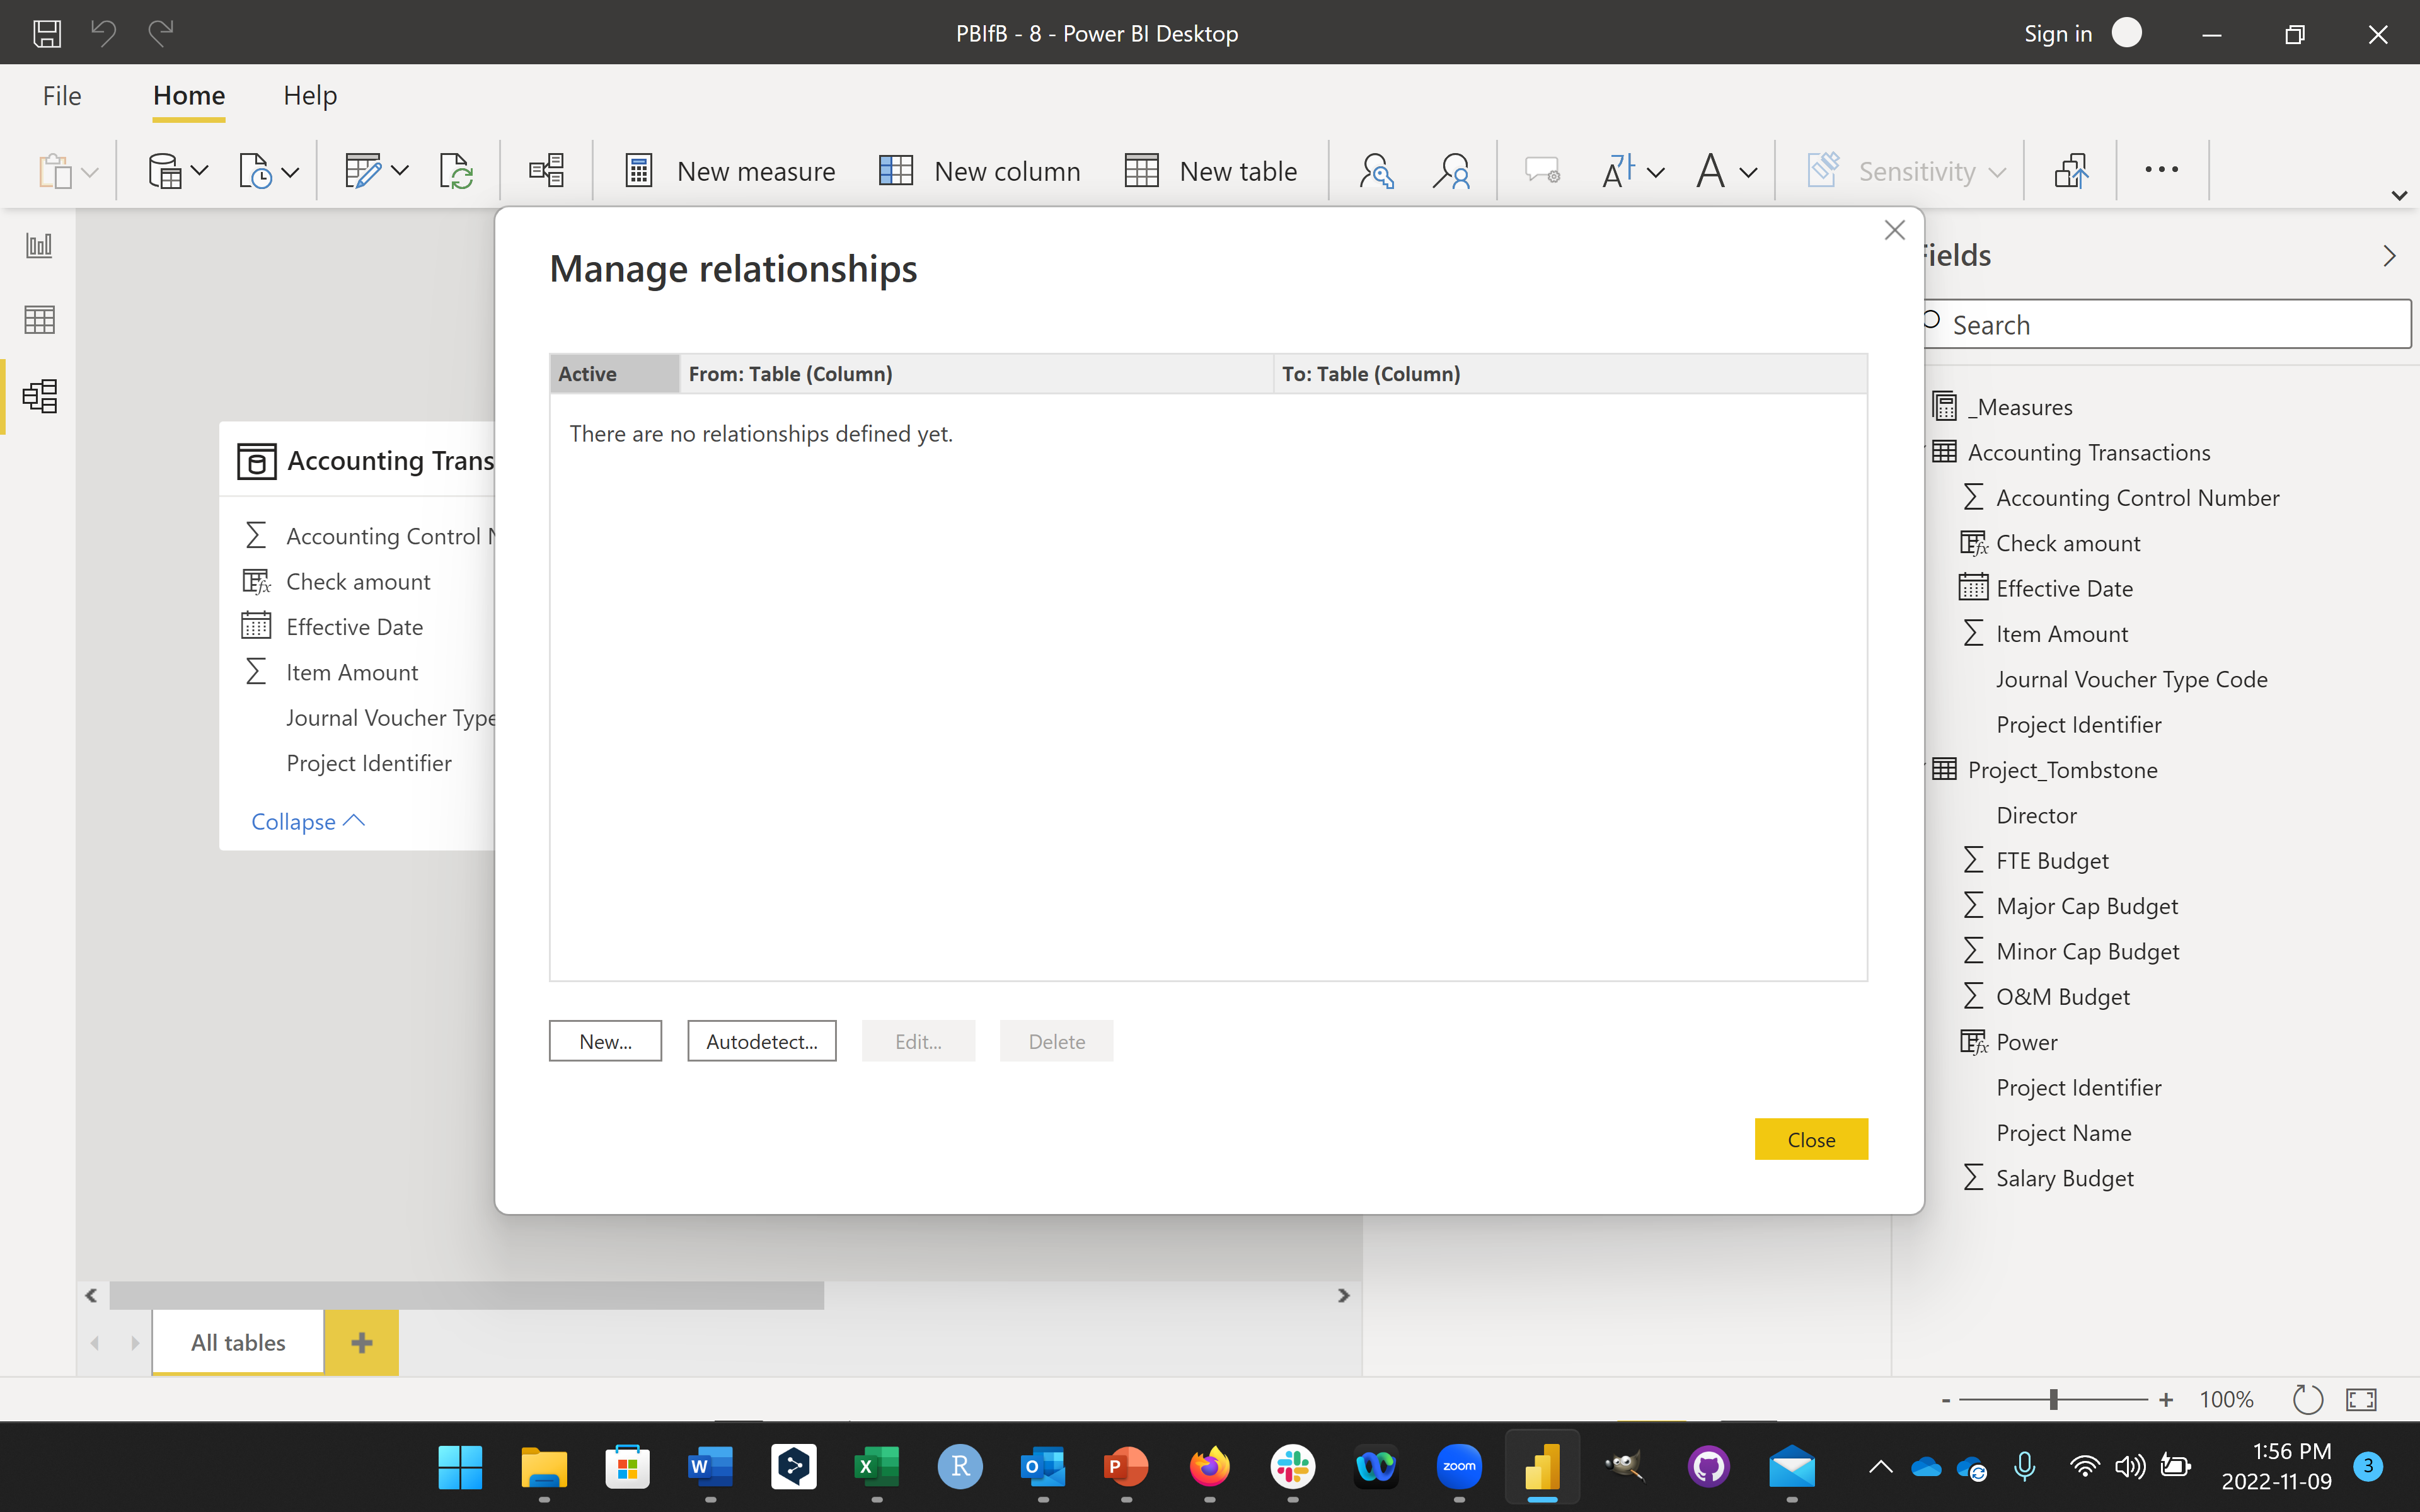 PBIfB - 8 - Power BI Desktop
Sign in
File Home Help
New measure New column New table Sensitivity
Manage relationships
Active From: Table (Column) To: Table (Column)
There are no relationships defined yet.
New... Autodetect... Edit... Delete
Close
Accounting Trans
Accounting Control N
Check amount
Effective Date
Item Amount
Journal Voucher Type
Project Identifier
Collapse
ields
Search
_Measures
Accounting Transactions
Accounting Control Number
Check amount
Effective Date
Item Amount
Journal Voucher Type Code
Project Identifier
Project_Tombstone
Director
FTE Budget
Major Cap Budget
Minor Cap Budget
O&M Budget
Power
Project Identifier
Project Name
Salary Budget
All tables
- + 100%
W X R O P zoom
1:56 PM
2022-11-09
3